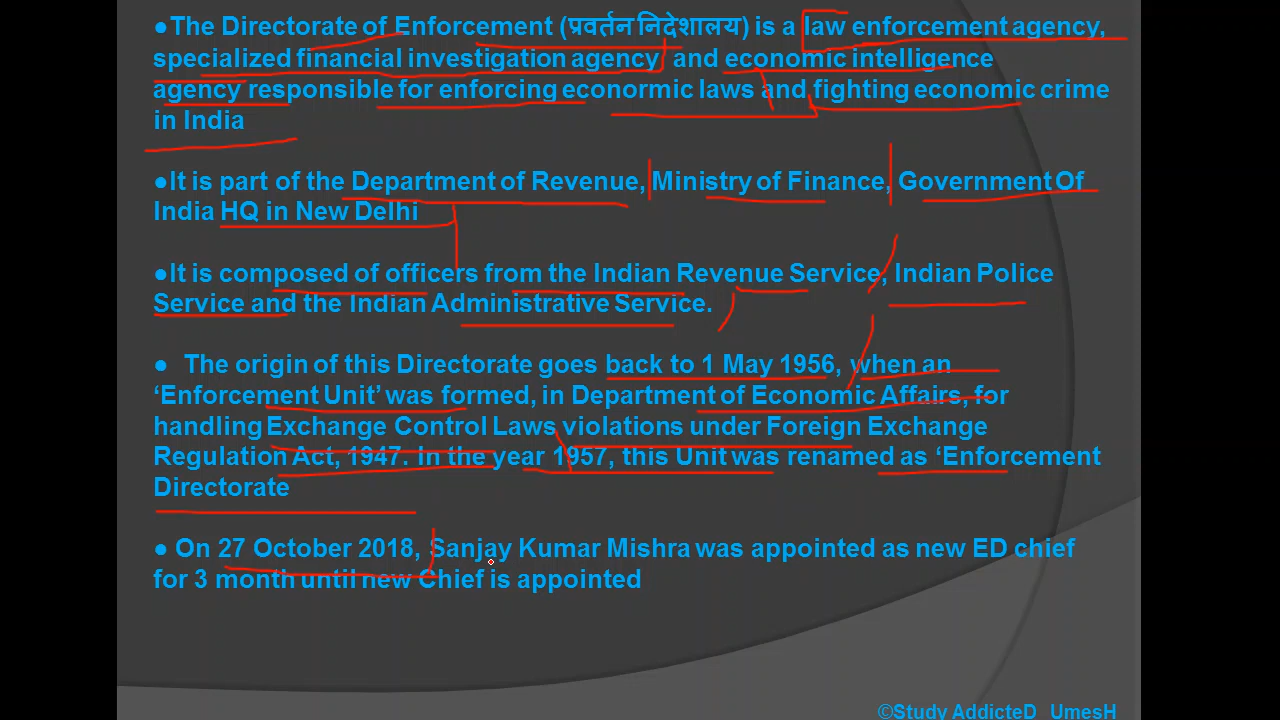 ●The Directorate of Enforcement (प्रवर्तन निदेशालय) is a law enforcement agency,
specialized financial investigation agency and economic intelligence
agency responsible for enforcing econormic laws and fighting economic crime
in India
●It is part of the Department of Revenue, Ministry of Finance, Government Of
India HQ in New Delhi
●It is composed of officers from the Indian Revenue Service, Indian Police
Service and the Indian Administrative Service.
● The origin of this Directorate goes back to 1 May 1956, when an
‘Enforcement Unit’ was formed, in Department of Economic Affairs, for
handling Exchange Control Laws violations under Foreign Exchange
Regulation Act, 1947. In the year 1957, this Unit was renamed as ‘Enforcement
Directorate
● On 27 October 2018, Sanjay Kumar Mishra was appointed as new ED chief
for 3 month until new Chief is appointed
©Study AddicteD_UmesH